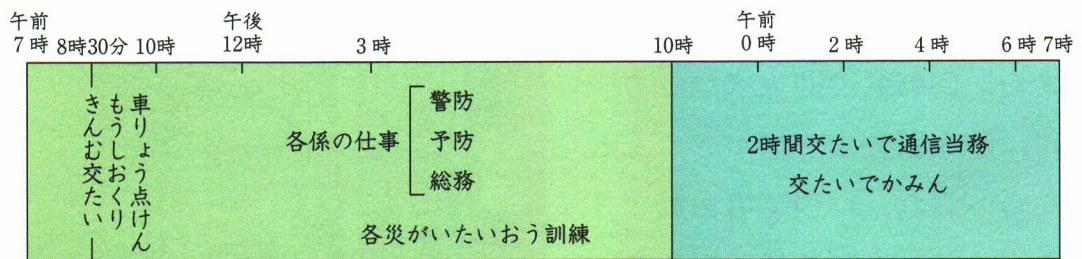 午前
7時 8時30分 10時
午後
12時
3時
10時
午前
0時
2時
4時
6時 7時
きんむ交たい
もうしおくり
車りょう点けん
各係の仕事
警防
予防
総務
各災がいたいおう訓練
2時間交たいで通信当務
交たいでかみん